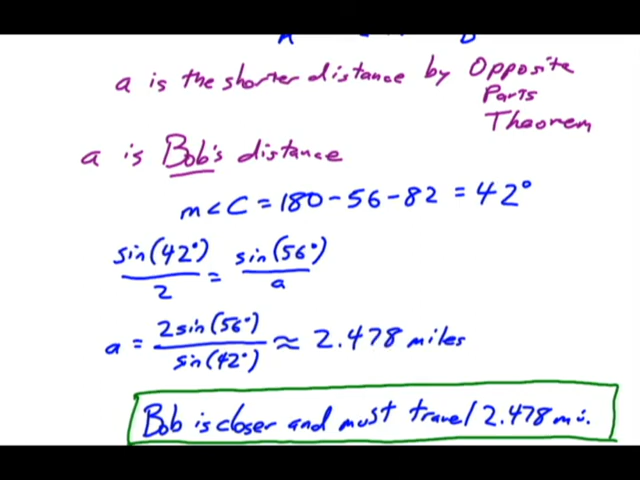 a is the shorter distance by Opposite
Parts
Theorem
a is Bob's distance
m<C = 180 - 56 - 82 = 42°
sin(42°)/2 = sin(56°)/a
a = 2sin(56°)/sin(42°) ≈ 2.478 miles
Bob is closer and must travel 2.478 mi.